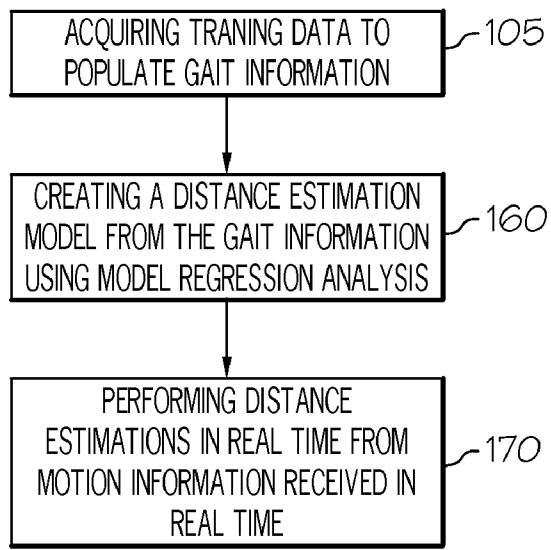 ACQUIRING TRANING DATA TO
POPULATE GAIT INFORMATION
105
CREATING A DISTANCE ESTIMATION
MODEL FROM THE GAIT INFORMATION
USING MODEL REGRESSION ANALYSIS
160
PERFORMING DISTANCE
ESTIMATIONS IN REAL TIME FROM
MOTION INFORMATION RECEIVED IN
REAL TIME
170